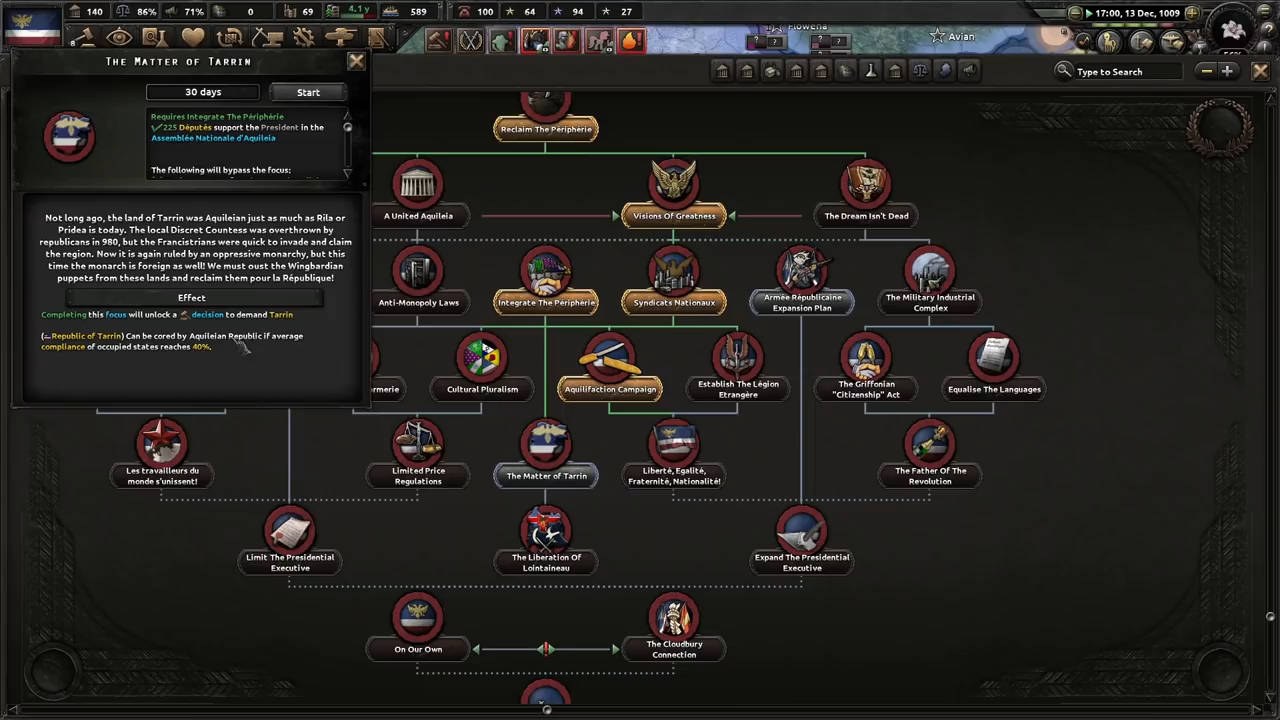 140
86%
71%
0
69
4.1 y
589
100
64
94
27
17:00, 13 Dec, 1009
Flowena
Avian
The Matter of Tarrin
30 days
Start
Requires Integrate The Périphérie
225 Députés support the President in the
Assemblée Nationale d'Aquileia
The following will bypass the focus:
Not long ago, the land of Tarrin was Aquileian just as much as Rila or
Pridea is today. The local Discret Countess was overthrown by
republicans in 980, but the Francistrians were quick to invade and claim
the region. Now it is again ruled by an oppressive monarchy, but this
time the monarch is foreign as well! We must oust the Wingbardian
puppets from these lands and reclaim them pour la République!
Effect
Completing this focus will unlock a decision to demand Tarrin
(Republic of Tarrin) Can be cored by Aquileian Republic if average
compliance of occupied states reaches 40%.
Type to Search
Reclaim The Périphérie
A United Aquileia
Visions Of Greatness
The Dream Isn't Dead
Anti-Monopoly Laws
Integrate The Périphérie
Syndicats Nationaux
Armée Républicaine
Expansion Plan
The Military Industrial
Complex
Cultural Pluralism
Aquilifaction Campaign
Establish The Légion
Etrangère
The Griffonian
"Citizenship" Act
Equalise The Languages
Les travailleurs du
monde s'unissent!
Limited Price
Regulations
The Matter of Tarrin
Liberté, Egalité,
Fraternité, Nationalité!
The Father Of The
Revolution
Limit The Presidential
Executive
The Liberation Of
Lointaineau
Expand The Presidential
Executive
On Our Own
The Cloudbury
Connection